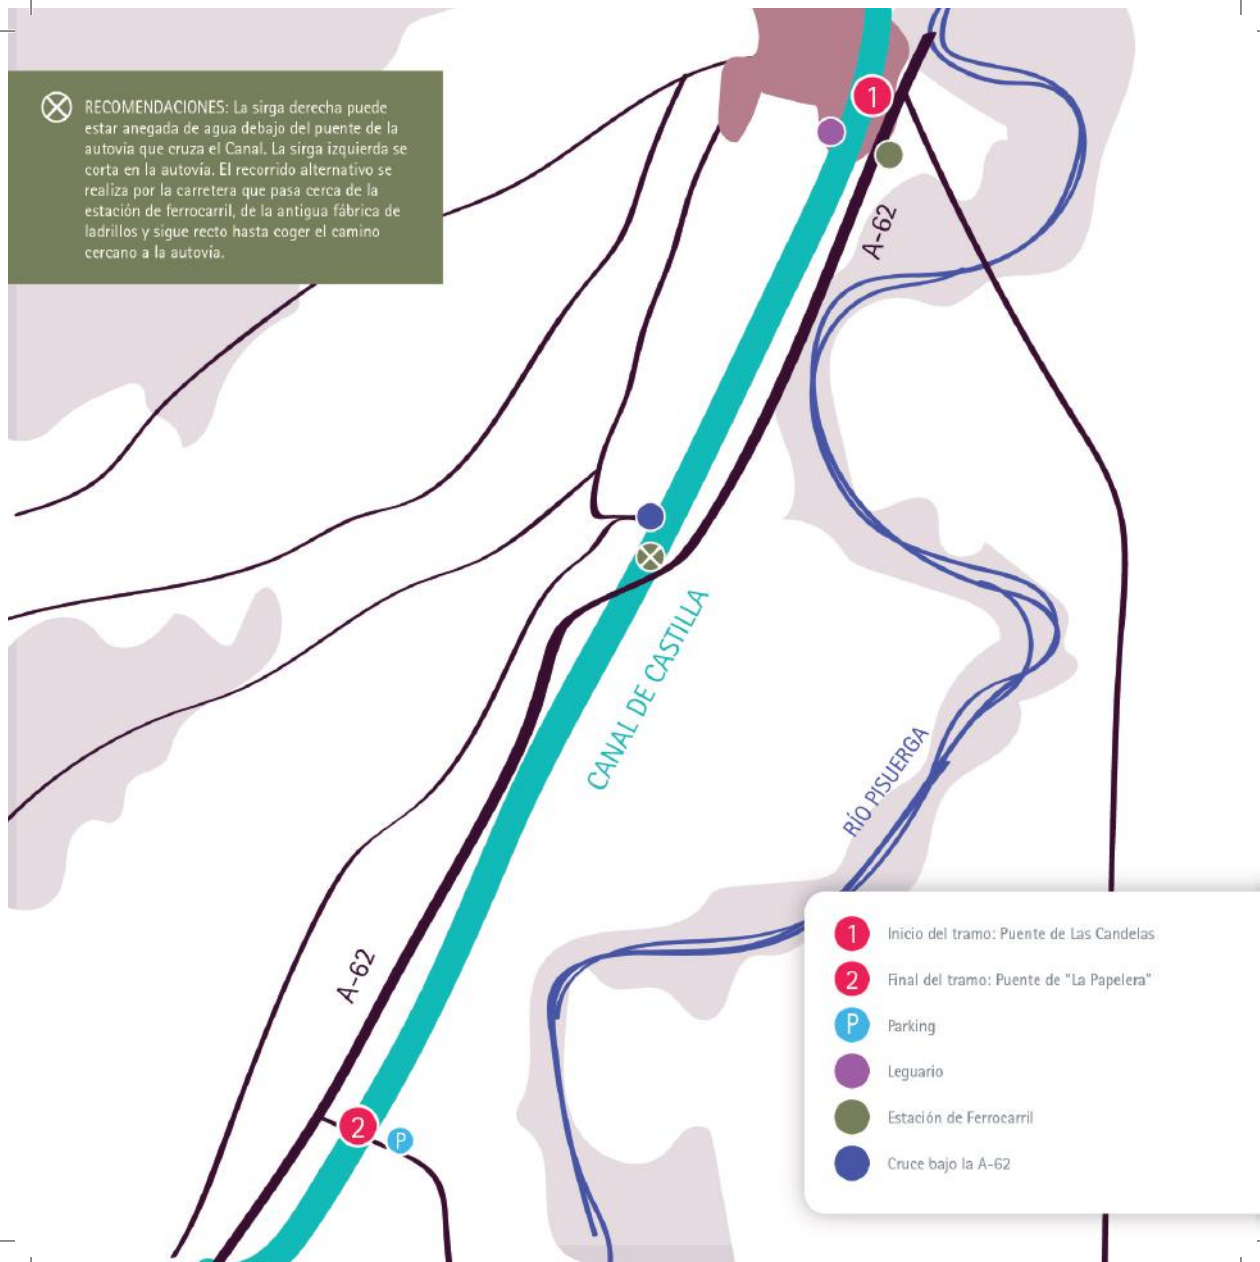 RECOMENDACIONES: La sirga derecha puede
estar anegada de agua debajo del puente de la
autovía que cruza el Canal. La sirga izquierda se
corta en la autovía. El recorrido alternativo se
realiza por la carretera que pasa cerca de la
estación de ferrocarril, de la antigua fábrica de
ladrillos y sigue recto hasta coger el camino
cercano a la autovía.
1
A-62
CANAL DE CASTILLA
RÍO PISUERGA
A-62
2
P
1 Inicio del tramo: Puente de Las Candelas
2 Final del tramo: Puente de "La Papelera"
P Parking
Leguario
Estación de Ferrocarril
Cruce bajo la A-62